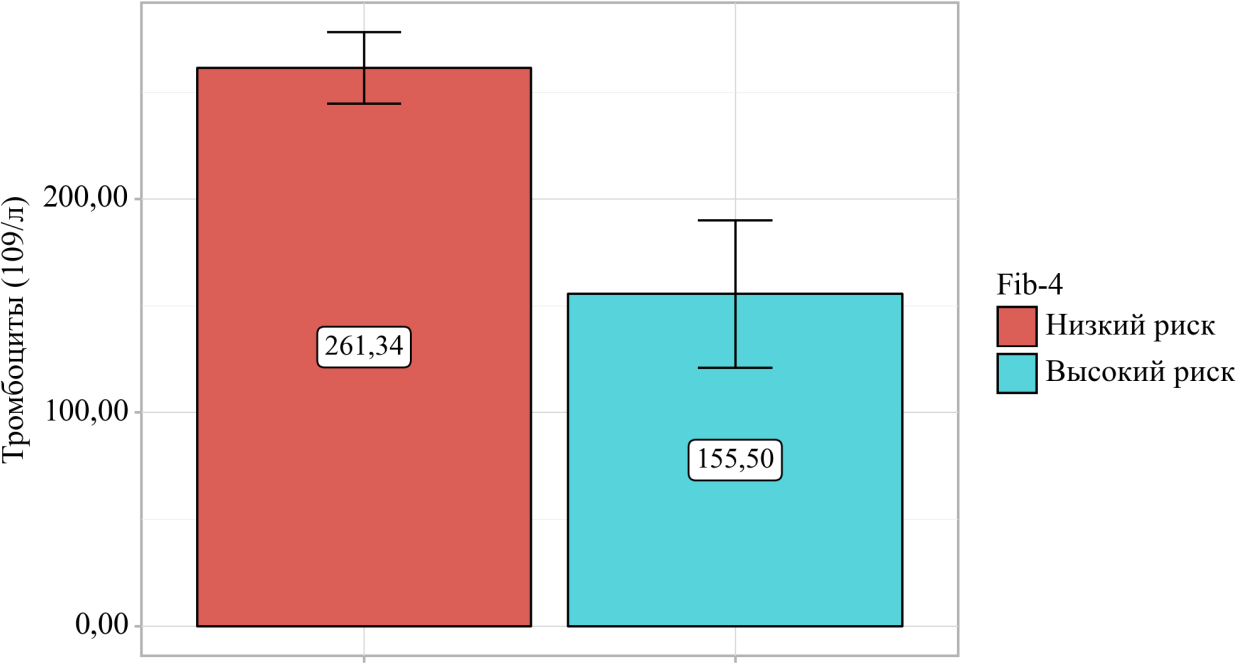 Тромбоциты (109/л)
200,00
100,00
0,00
261,34
155,50
Fib-4
Низкий риск
Высокий риск